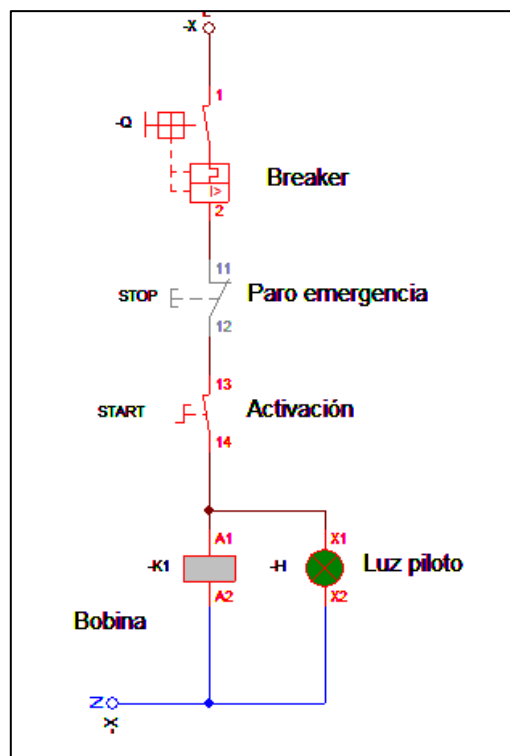 L
-X
1
-Q
I>
Breaker
2
11
STOP
Paro emergencia
12
13
START
Activación
14
A1
X1
-K1
-H
Luz piloto
A2
X2
Bobina
N
-X